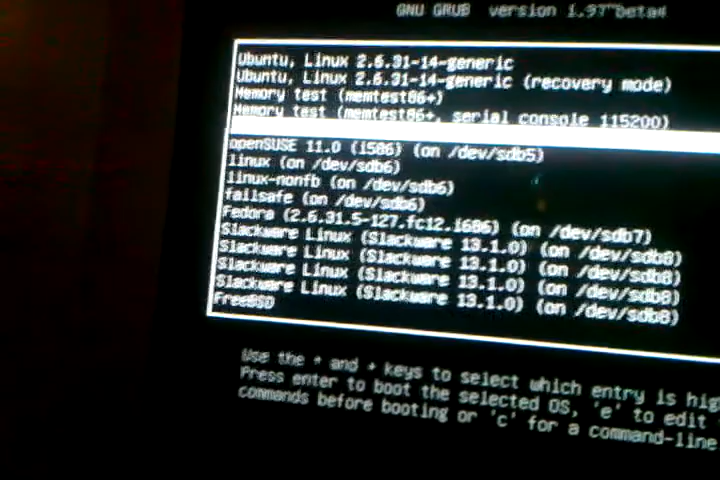 GNU GRUB version 1.97~beta4
Ubuntu, Linux 2.6.31-14-generic
Ubuntu, Linux 2.6.31-14-generic (recovery mode)
Memory test (memtest86+)
Memory test (memtest86+, serial console 115200)
openSUSE 11.0 (i586) (on /dev/sdb5)
linux (on /dev/sdb6)
linux-nonfb (on /dev/sdb6)
failsafe (on /dev/sdb6)
Fedora (2.6.31.5-127.fc12.i686) (on /dev/sdb7)
Slackware Linux (Slackware 13.1.0) (on /dev/sdb8)
Slackware Linux (Slackware 13.1.0) (on /dev/sdb8)
Slackware Linux (Slackware 13.1.0) (on /dev/sdb8)
Slackware Linux (Slackware 13.1.0) (on /dev/sdb8)
FreeBSD
Use the ↑ and ↓ keys to select which entry is hig
Press enter to boot the selected OS, 'e' to edit
commands before booting or 'c' for a command-line